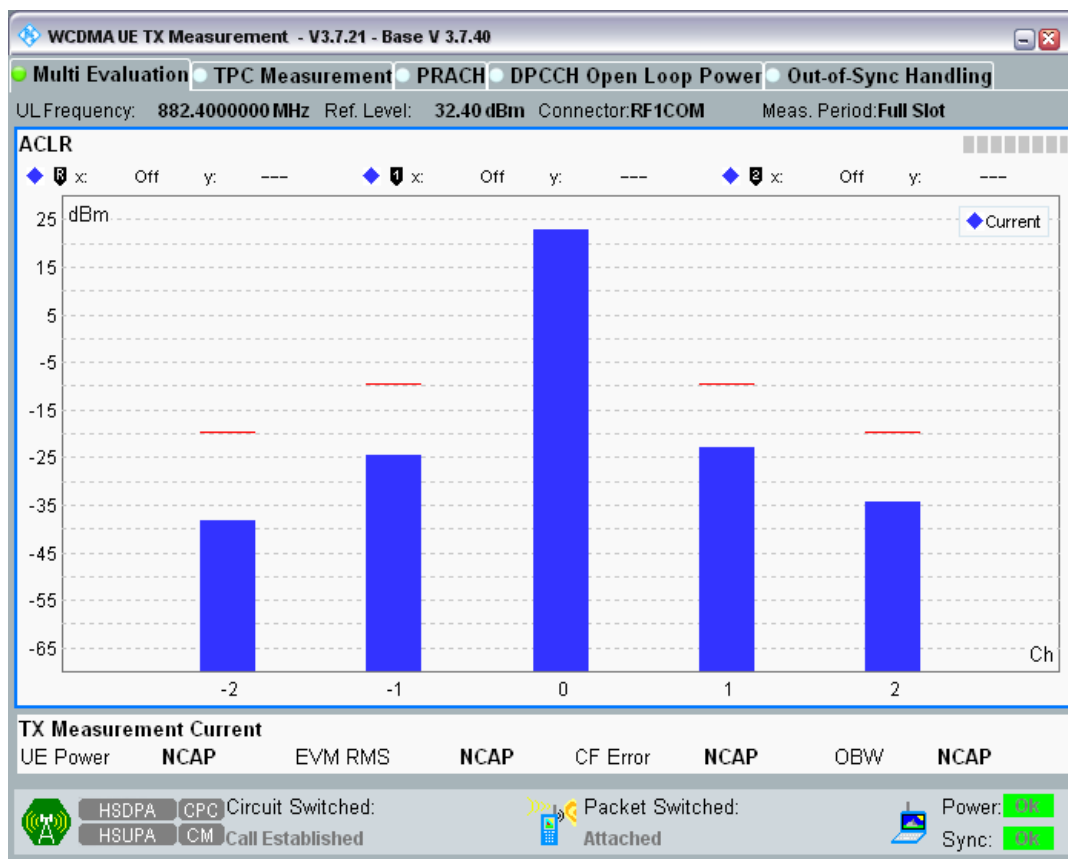 WCDMA UE TX Measurement - V3.7.21 - Base V 3.7.40
Multi Evaluation TPC Measurement PRACH DPCCH Open Loop Power Out-of-Sync Handling
UL Frequency: 882.4000000 MHz Ref. Level: 32.40 dBm Connector:RF1COM Meas. Period:Full Slot
ACLR
R x: Off y: --- 1 x: Off y: --- 2 x: Off y: ---
dBm
Current
25
15
5
-5
-15
-25
-35
-45
-55
-65
Ch
-2 -1 0 1 2
TX Measurement Current
UE Power NCAP EVM RMS NCAP CF Error NCAP OBW NCAP
HSDPA CPC Circuit Switched: Packet Switched: Power: OK
HSUPA CM Call Established Attached Sync: OK